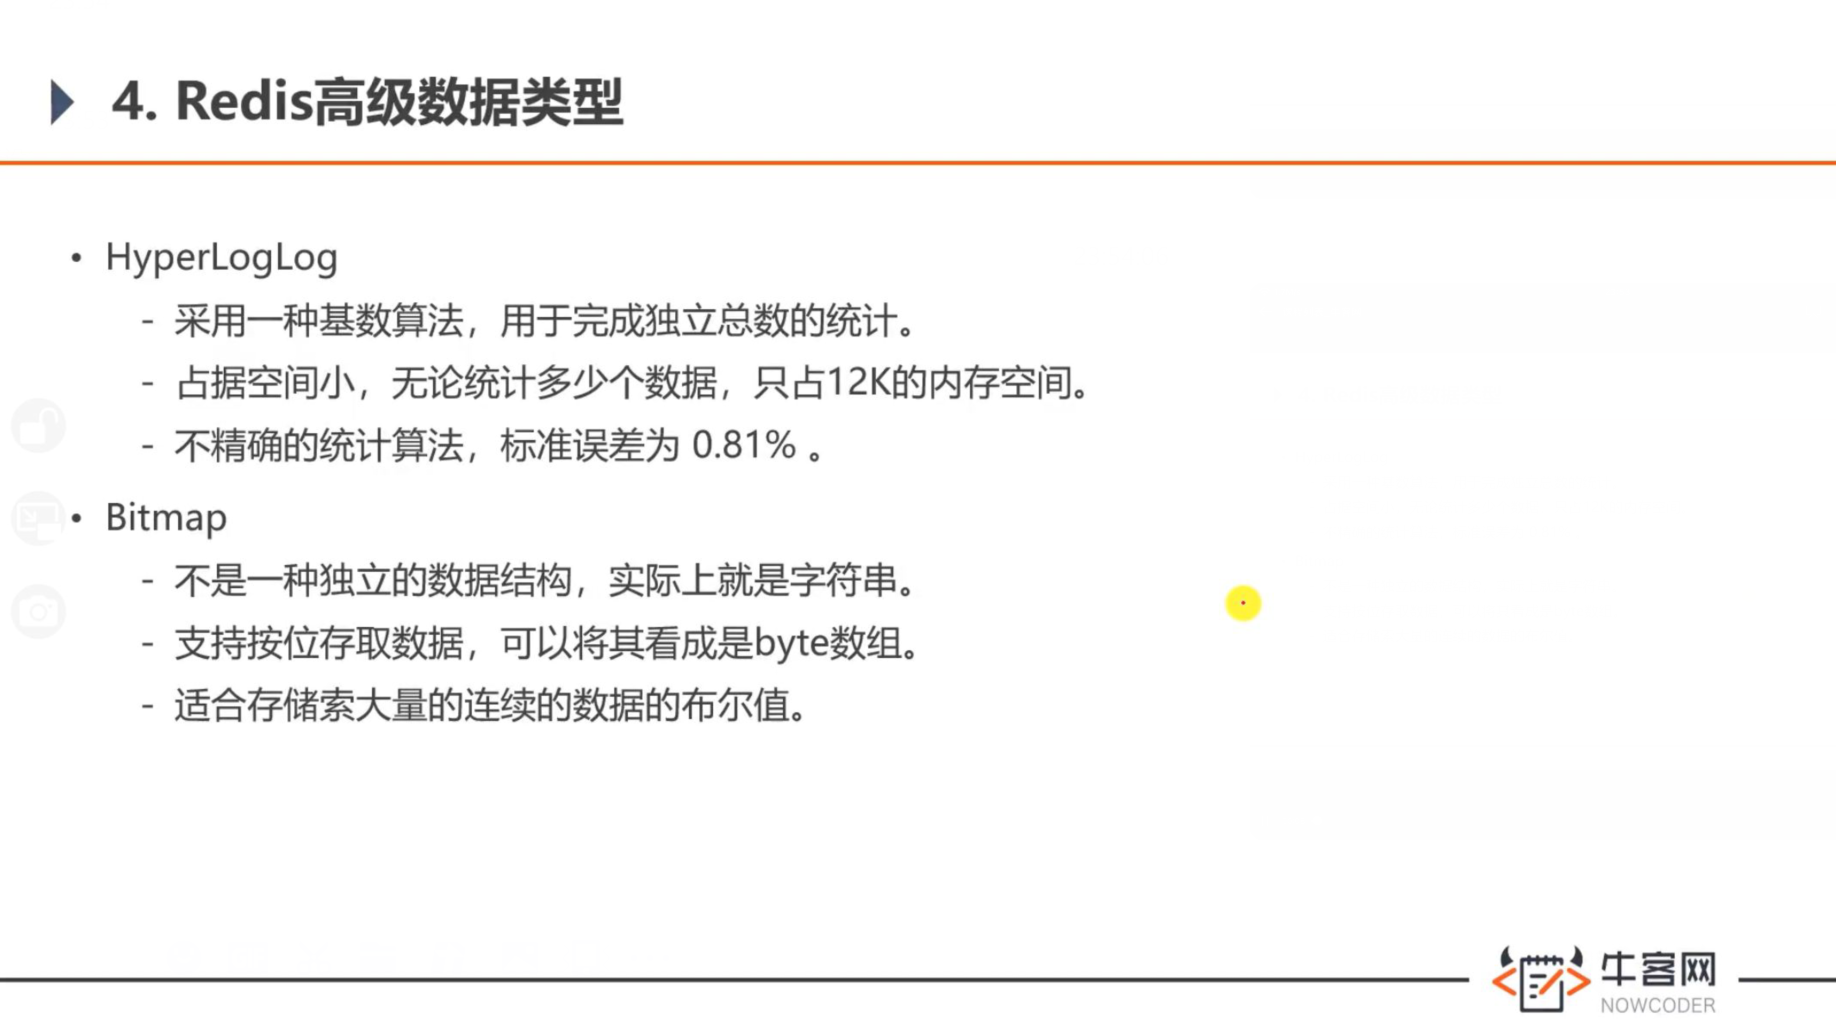 4. Redis高级数据类型
• HyperLogLog
- 采用一种基数算法，用于完成独立总数的统计。
- 占据空间小，无论统计多少个数据，只占12K的内存空间。
- 不精确的统计算法，标准误差为 0.81% 。
• Bitmap
- 不是一种独立的数据结构，实际上就是字符串。
- 支持按位存取数据，可以将其看成是byte数组。
- 适合存储索大量的连续的数据的布尔值。
牛客网
NOWCODER